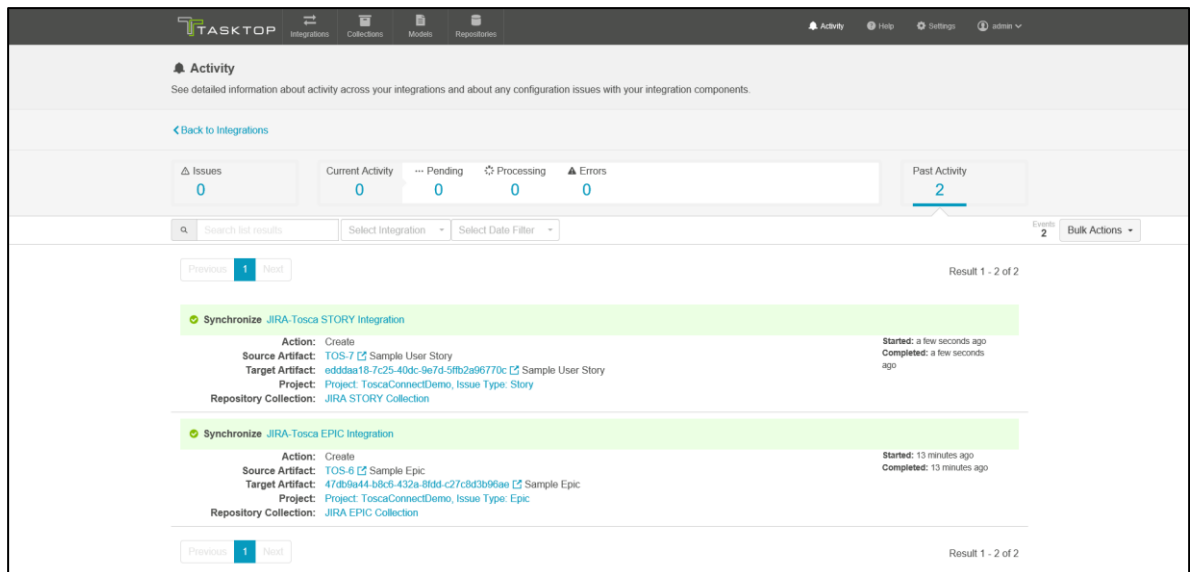 TASKTOP Integrations Collections Models Repositories Activity Help Settings admin
Activity
See detailed information about activity across your integrations and about any configuration issues with your integration components.
Back to Integrations
Issues Current Activity Pending Processing Errors Past Activity
0 0 0 0 0 2
Search list results Select Integration Select Date Filter Events 2 Bulk Actions
Previous 1 Next Result 1 - 2 of 2
Synchronize JIRA-Tosca STORY Integration
Action: Create Started: a few seconds ago
Source Artifact: TOS-7 Sample User Story Completed: a few seconds ago
Target Artifact: edddaa18-7c25-40dc-9e7d-5ffb2a96770c Sample User Story
Project: Project: ToscaConnectDemo, Issue Type: Story
Repository Collection: JIRA STORY Collection
Synchronize JIRA-Tosca EPIC Integration
Action: Create Started: 13 minutes ago
Source Artifact: TOS-6 Sample Epic Completed: 13 minutes ago
Target Artifact: 47db9a44-b8c6-432a-8fdd-c27c8d3b96ae Sample Epic
Project: Project: ToscaConnectDemo, Issue Type: Epic
Repository Collection: JIRA EPIC Collection
Previous 1 Next Result 1 - 2 of 2